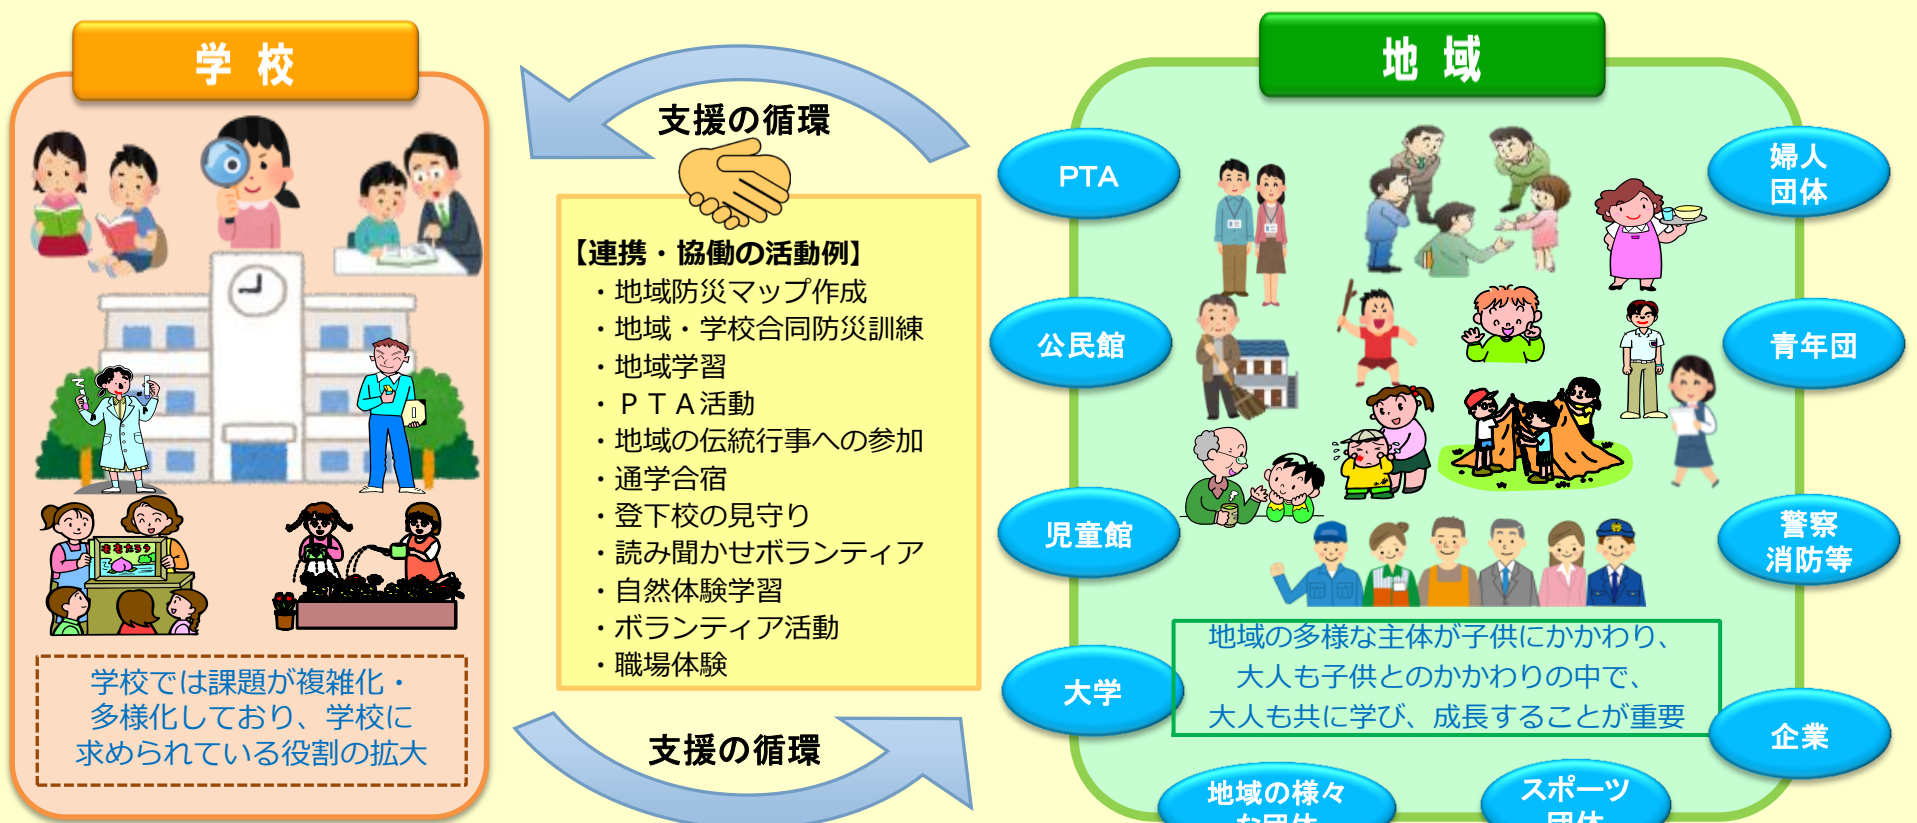 学校
学校では課題が複雑化・
多様化しており、学校に
求められている役割の拡大
支援の循環
【連携・協働の活動例】
・地域防災マップ作成
・地域・学校合同防災訓練
・地域学習
・ＰＴＡ活動
・地域の伝統行事への参加
・通学合宿
・登下校の見守り
・読み聞かせボランティア
・自然体験学習
・ボランティア活動
・職場体験
支援の循環
地域
PTA
公民館
児童館
大学
婦人
団体
青年団
警察
消防等
企業
地域の多様な主体が子供にかかわり、
大人も子供とのかかわりの中で、
大人も共に学び、成長することが重要
地域の様々
な団体
スポーツ
団体